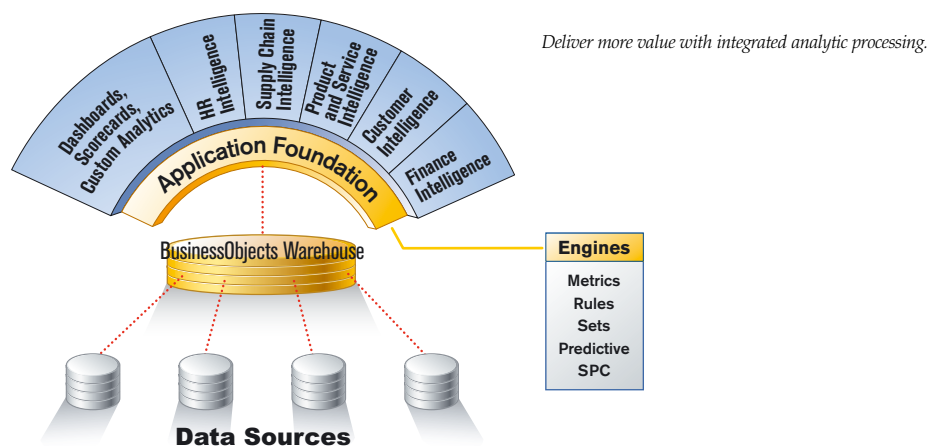 Deliver more value with integrated analytic processing.
Dashboards,
Scorecards,
Custom Analytics
HR
Intelligence
Supply Chain
Intelligence
Product
and Service
Intelligence
Customer
Intelligence
Finance
Intelligence
Application Foundation
BusinessObjects Warehouse
Engines
Metrics
Rules
Sets
Predictive
SPC
Data Sources